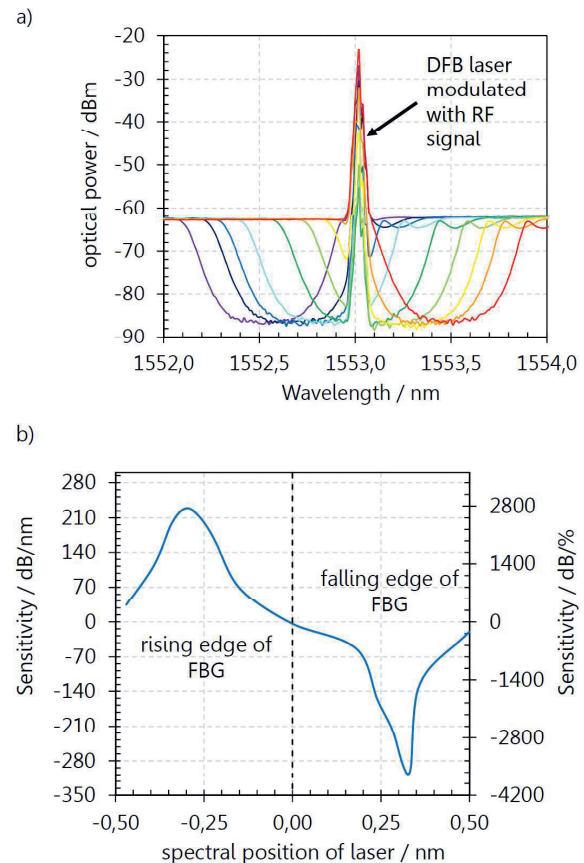 a)
-20
-30
-40
-50
-60
-70
-80
-90
optical power / dBm
DFB laser
modulated
with RF
signal
1552,0
1552,5
1553,0
1553,5
1554,0
Wavelength / nm
b)
280
210
140
70
0
-70
-140
-210
-280
-350
Sensitivity / dB/nm
rising edge of
FBG
falling edge of
FBG
2800
1400
0
-1400
-2800
-4200
Sensitivity / dB/%
-0,50
-0,25
0,00
0,25
0,50
spectral position of laser / nm